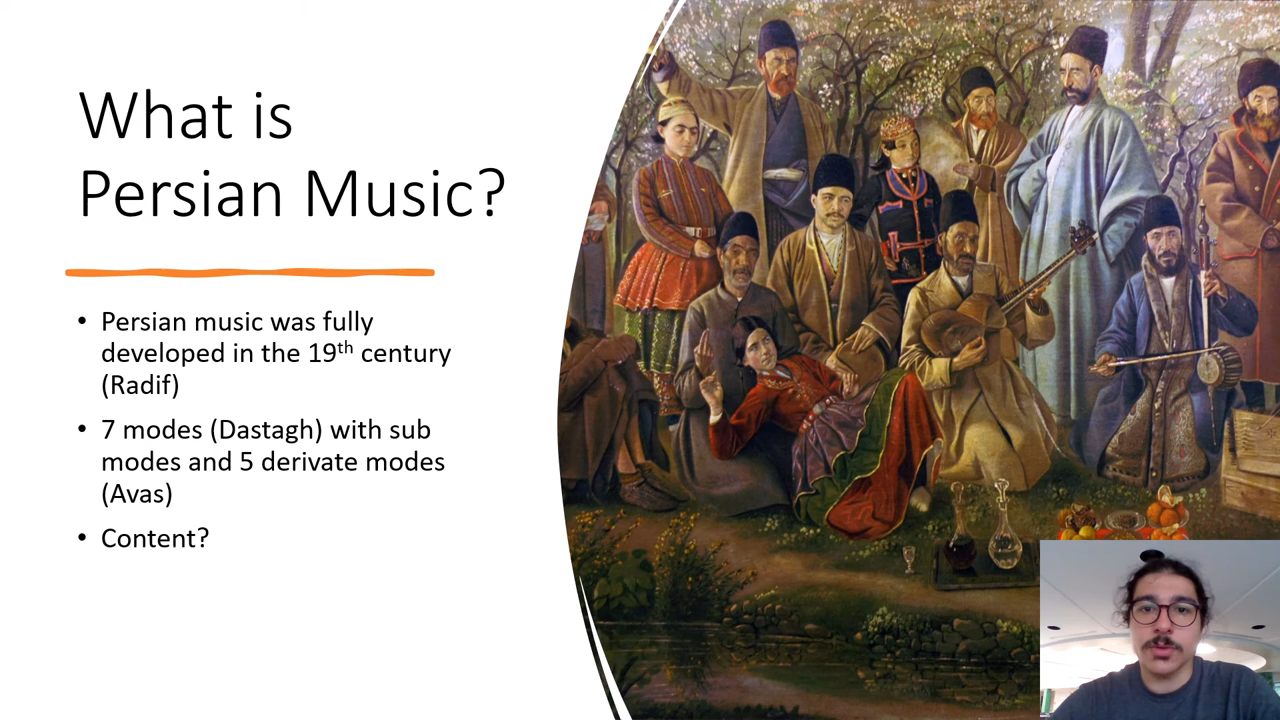 What is
Persian Music?
• Persian music was fully
developed in the 19th century
(Radif)
• 7 modes (Dastagh) with sub
modes and 5 derivate modes
(Avas)
• Content?